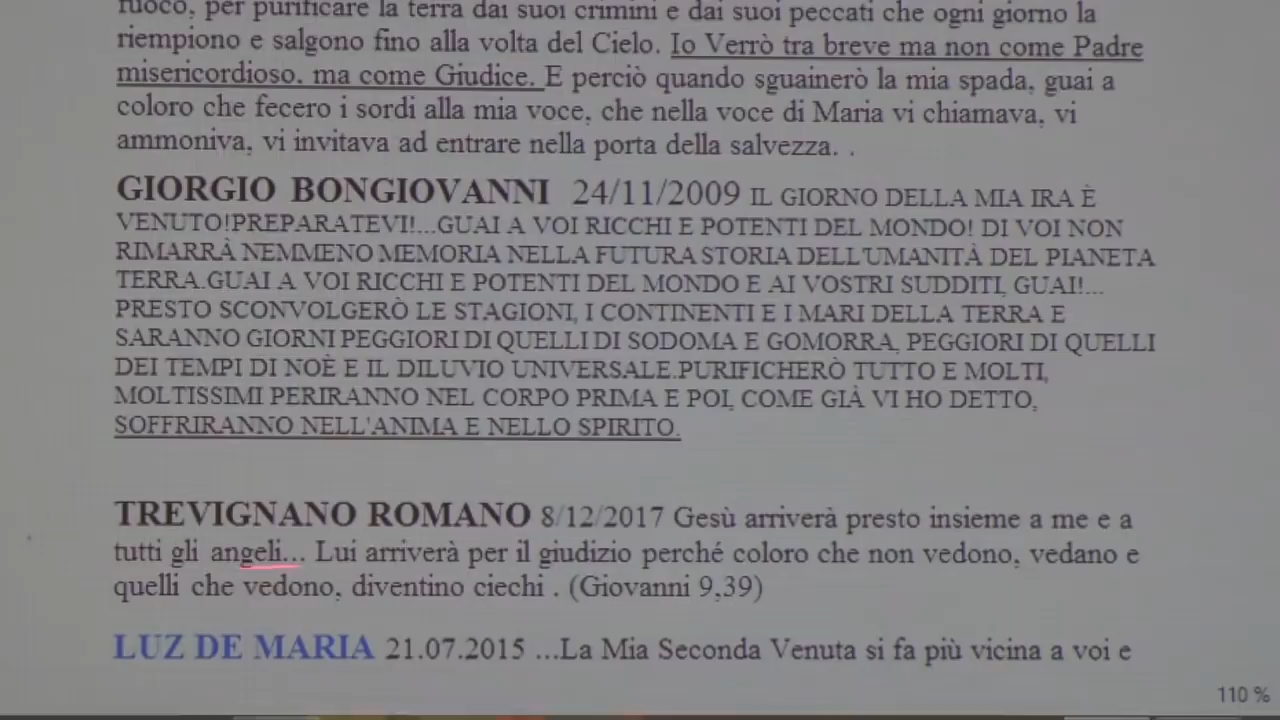 fuoco, per purificare la terra dai suoi crimini e dai suoi peccati che ogni giorno la
riempiono e salgono fino alla volta del Cielo. Io Verrò tra breve ma non come Padre
misericordioso, ma come Giudice. E perciò quando sguainerò la mia spada, guai a
coloro che fecero i sordi alla mia voce, che nella voce di Maria vi chiamava, vi
ammoniva, vi invitava ad entrare nella porta della salvezza. .
GIORGIO BONGIOVANNI 24/11/2009 IL GIORNO DELLA MIA IRA È
VENUTO!PREPARATEVI!...GUAI A VOI RICCHI E POTENTI DEL MONDO! DI VOI NON
RIMARRÀ NEMMENO MEMORIA NELLA FUTURA STORIA DELL'UMANITÀ DEL PIANETA
TERRA.GUAI A VOI RICCHI E POTENTI DEL MONDO E AI VOSTRI SUDDITI, GUAI!...
PRESTO SCONVOLGERÒ LE STAGIONI, I CONTINENTI E I MARI DELLA TERRA E
SARANNO GIORNI PEGGIORI DI QUELLI DI SODOMA E GOMORRA, PEGGIORI DI QUELLI
DEI TEMPI DI NOÈ E IL DILUVIO UNIVERSALE.PURIFICHERÒ TUTTO E MOLTI,
MOLTISSIMI PERIRANNO NEL CORPO PRIMA E POI, COME GIÀ VI HO DETTO,
SOFFRIRANNO NELL'ANIMA E NELLO SPIRITO.
TREVIGNANO ROMANO 8/12/2017 Gesù arriverà presto insieme a me e a
tutti gli angeli... Lui arriverà per il giudizio perché coloro che non vedono, vedano e
quelli che vedono, diventino ciechi . (Giovanni 9,39)
LUZ DE MARIA 21.07.2015 ...La Mia Seconda Venuta si fa più vicina a voi e
110 %